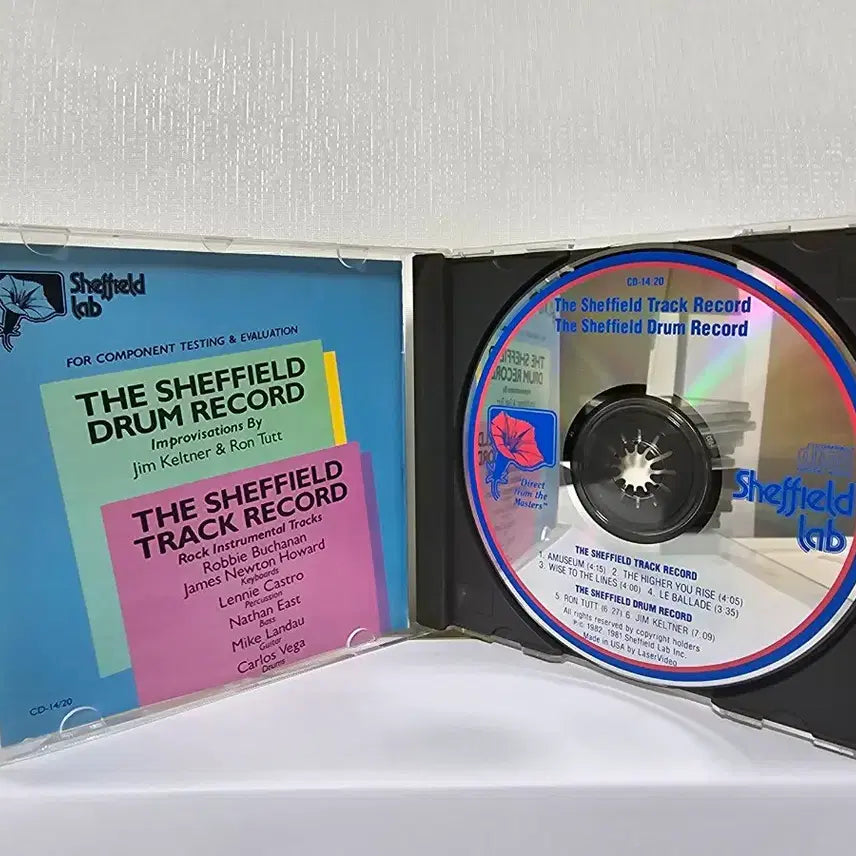 Sheffield
lab
FOR COMPONENT TESTING & EVALUATION
THE SHEFFIELD
DRUM RECORD
Improvisations By
Jim Keltner & Ron Tutt
THE SHEFFIELD
TRACK RECORD
Rock Instrumental Tracks
Robbie Buchanan
James Newton Howard
Keyboards
Lennie Castro
Percussion
Nathan East
Bass
Mike Landau
Guitar
Carlos Vega
Drums
CD-14/20
CD-14/20
The Sheffield Track Record
The Sheffield Drum Record
Direct
from the
Masters™
Sheffield
lab
THE SHEFFIELD TRACK RECORD
1. AMUSEUM (4:15) 2. THE HIGHER YOU RISE (4:05)
3. WISE TO THE LINES (4:00) 4. LE BALLADE (3:35)
THE SHEFFIELD DRUM RECORD
5. RON TUTT (6:27) 6. JIM KELTNER (7:09)
All rights reserved by copyright holders
P.c. 1982, 1981 Sheffield Lab Inc.
Made in USA by LaserVideo